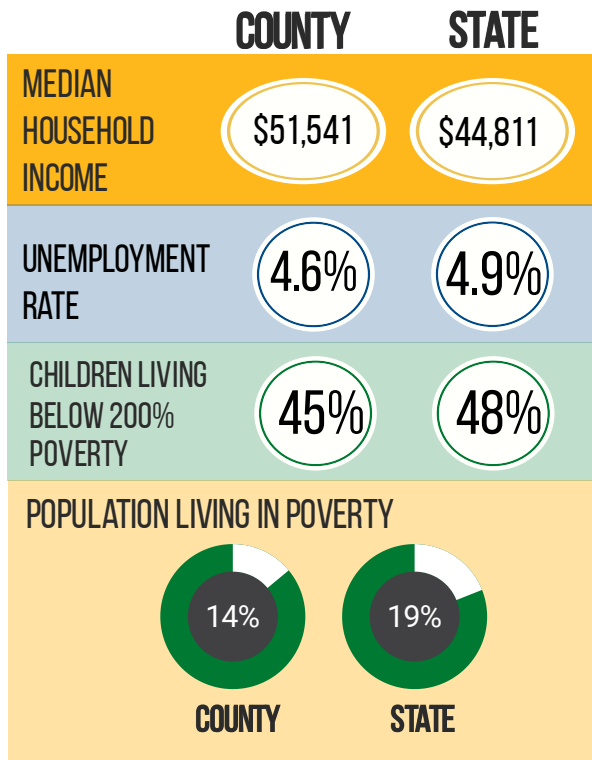 COUNTY STATE
MEDIAN
HOUSEHOLD
INCOME
$51,541 $44,811
UNEMPLOYMENT
RATE
4.6% 4.9%
CHILDREN LIVING
BELOW 200%
POVERTY
45% 48%
POPULATION LIVING IN POVERTY
14% 19%
COUNTY STATE